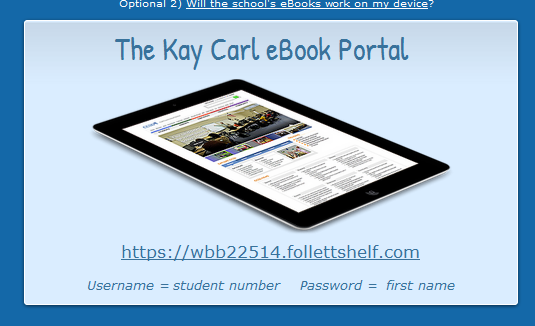 Optional 2) Will the school's eBooks work on my device?
The Kay Carl eBook Portal
https://wbb22514.follettshelf.com
Username = student number Password = first name